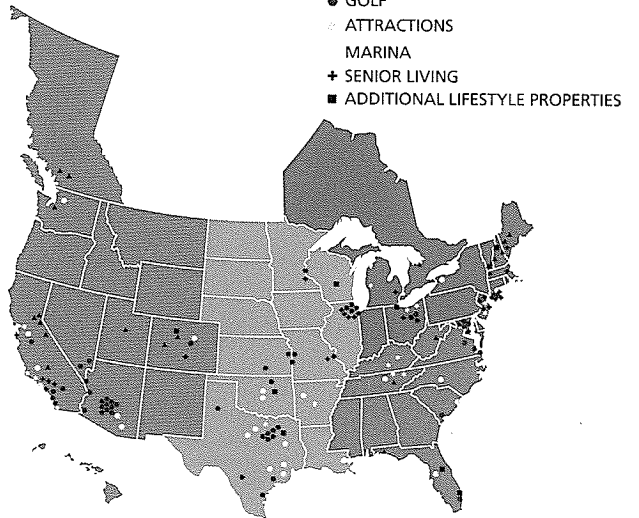 GOLF
ATTRACTIONS
MARINA
+ SENIOR LIVING
■ ADDITIONAL LIFESTYLE PROPERTIES